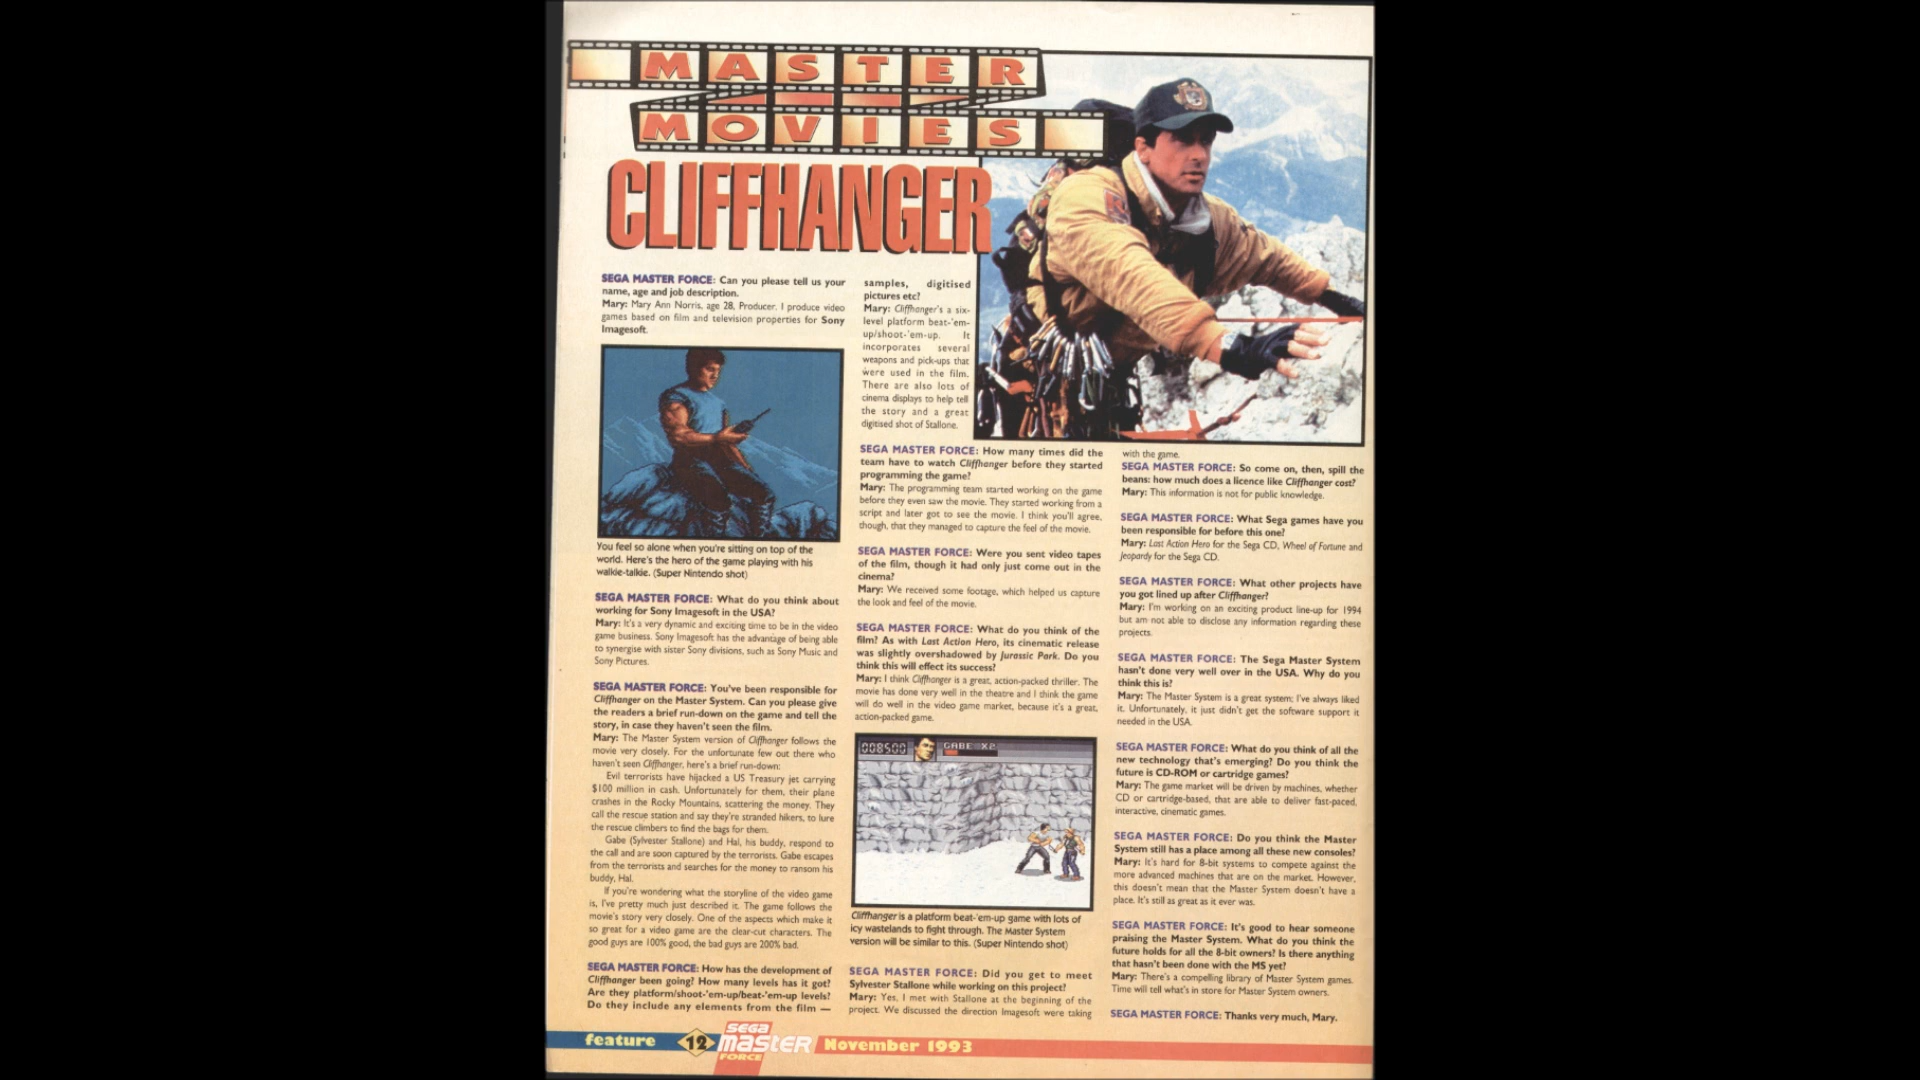 MASTER
MOVIES
CLIFFHANGER
SEGA MASTER FORCE: Can you please tell us your
name, age and job description.
Mary: Mary Ann Norris, age 28, Producer. I produce video
games based on film and television properties for Sony
Imagesoft.
You feel so alone when you're sitting on top of the
world. Here's the hero of the game playing with his
walkie-talkie. (Super Nintendo shot)
SEGA MASTER FORCE: What do you think about
working for Sony Imagesoft in the USA?
Mary: It's a very dynamic and exciting time to be in the video
game business. Sony Imagesoft has the advantage of being able
to synergise with sister Sony divisions, such as Sony Music and
Sony Pictures.
SEGA MASTER FORCE: You've been responsible for
Cliffhanger on the Master System. Can you please give
the readers a brief run-down on the game and tell the
story, in case they haven't seen the film.
Mary: The Master System version of Cliffhanger follows the
movie very closely. For the unfortunate few out there who
haven't seen Cliffhanger, here's a brief run-down:
Evil terrorists have hijacked a US Treasury jet carrying
$100 million in cash. Unfortunately for them, their plane
crashes in the Rocky Mountains, scattering the money. They
call the rescue station and say they're stranded hikers, to lure
the rescue climbers to find the bags for them.
Gabe (Sylvester Stallone) and Hal, his buddy, respond to
the call and are soon captured by the terrorists. Gabe escapes
from the terrorists and searches for the money to ransom his
buddy, Hal.
If you're wondering what the storyline of the video game
is, I've pretty much just described it. The game follows the
movie's story very closely. One of the aspects which make it
so great for a video game are the clear-cut characters. The
good guys are 100% good, the bad guys are 200% bad.
SEGA MASTER FORCE: How has the development of
Cliffhanger been going? How many levels has it got?
Are they platform/shoot-'em-up/beat-'em-up levels?
Do they include any elements from the film —
samples, digitised
pictures etc?
Mary: Cliffhanger's a six-
level platform beat-'em-
up/shoot-'em-up. It
incorporates several
weapons and pick-ups that
were used in the film.
There are also lots of
cinema displays to help tell
the story and a great
digitised shot of Stallone.
SEGA MASTER FORCE: How many times did the
team have to watch Cliffhanger before they started
programming the game?
Mary: The programming team started working on the game
before they even saw the movie. They started working from a
script and later got to see the movie. I think you'll agree,
though, that they managed to capture the feel of the movie.
SEGA MASTER FORCE: Were you sent video tapes
of the film, though it had only just come out in the
cinema?
Mary: We received some footage, which helped us capture
the look and feel of the movie.
SEGA MASTER FORCE: What do you think of the
film? As with Last Action Hero, its cinematic release
was slightly overshadowed by Jurassic Park. Do you
think this will effect its success?
Mary: I think Cliffhanger is a great, action-packed thriller. The
movie has done very well in the theatre and I think the game
will do well in the video game market, because it's a great,
action-packed game.
008500 GABE X2
Cliffhanger is a platform beat-'em-up game with lots of
icy wastelands to fight through. The Master System
version will be similar to this. (Super Nintendo shot)
SEGA MASTER FORCE: Did you get to meet
Sylvester Stallone while working on this project?
Mary: Yes, I met with Stallone at the beginning of the
project. We discussed the direction Imagesoft were taking
with the game.
SEGA MASTER FORCE: So come on, then, spill the
beans: how much does a licence like Cliffhanger cost?
Mary: This information is not for public knowledge.
SEGA MASTER FORCE: What Sega games have you
been responsible for before this one?
Mary: Last Action Hero for the Sega CD, Wheel of Fortune and
Jeopardy for the Sega CD.
SEGA MASTER FORCE: What other projects have
you got lined up after Cliffhanger?
Mary: I'm working on an exciting product line-up for 1994
but am not able to disclose any information regarding these
projects.
SEGA MASTER FORCE: The Sega Master System
hasn't done very well over in the USA. Why do you
think this is?
Mary: The Master System is a great system; I've always liked
it. Unfortunately, it just didn't get the software support it
needed in the USA.
SEGA MASTER FORCE: What do you think of all the
new technology that's emerging? Do you think the
future is CD-ROM or cartridge games?
Mary: The game market will be driven by machines, whether
CD or cartridge-based, that are able to deliver fast-paced,
interactive, cinematic games.
SEGA MASTER FORCE: Do you think the Master
System still has a place among all these new consoles?
Mary: It's hard for 8-bit systems to compete against the
more advanced machines that are on the market. However,
this doesn't mean that the Master System doesn't have a
place. It's still as great as it ever was.
SEGA MASTER FORCE: It's good to hear someone
praising the Master System. What do you think the
future holds for all the 8-bit owners? Is there anything
that hasn't been done with the MS yet?
Mary: There's a compelling library of Master System games.
Time will tell what's in store for Master System owners.
SEGA MASTER FORCE: Thanks very much, Mary.
feature 12 SEGA MASTER FORCE November 1993